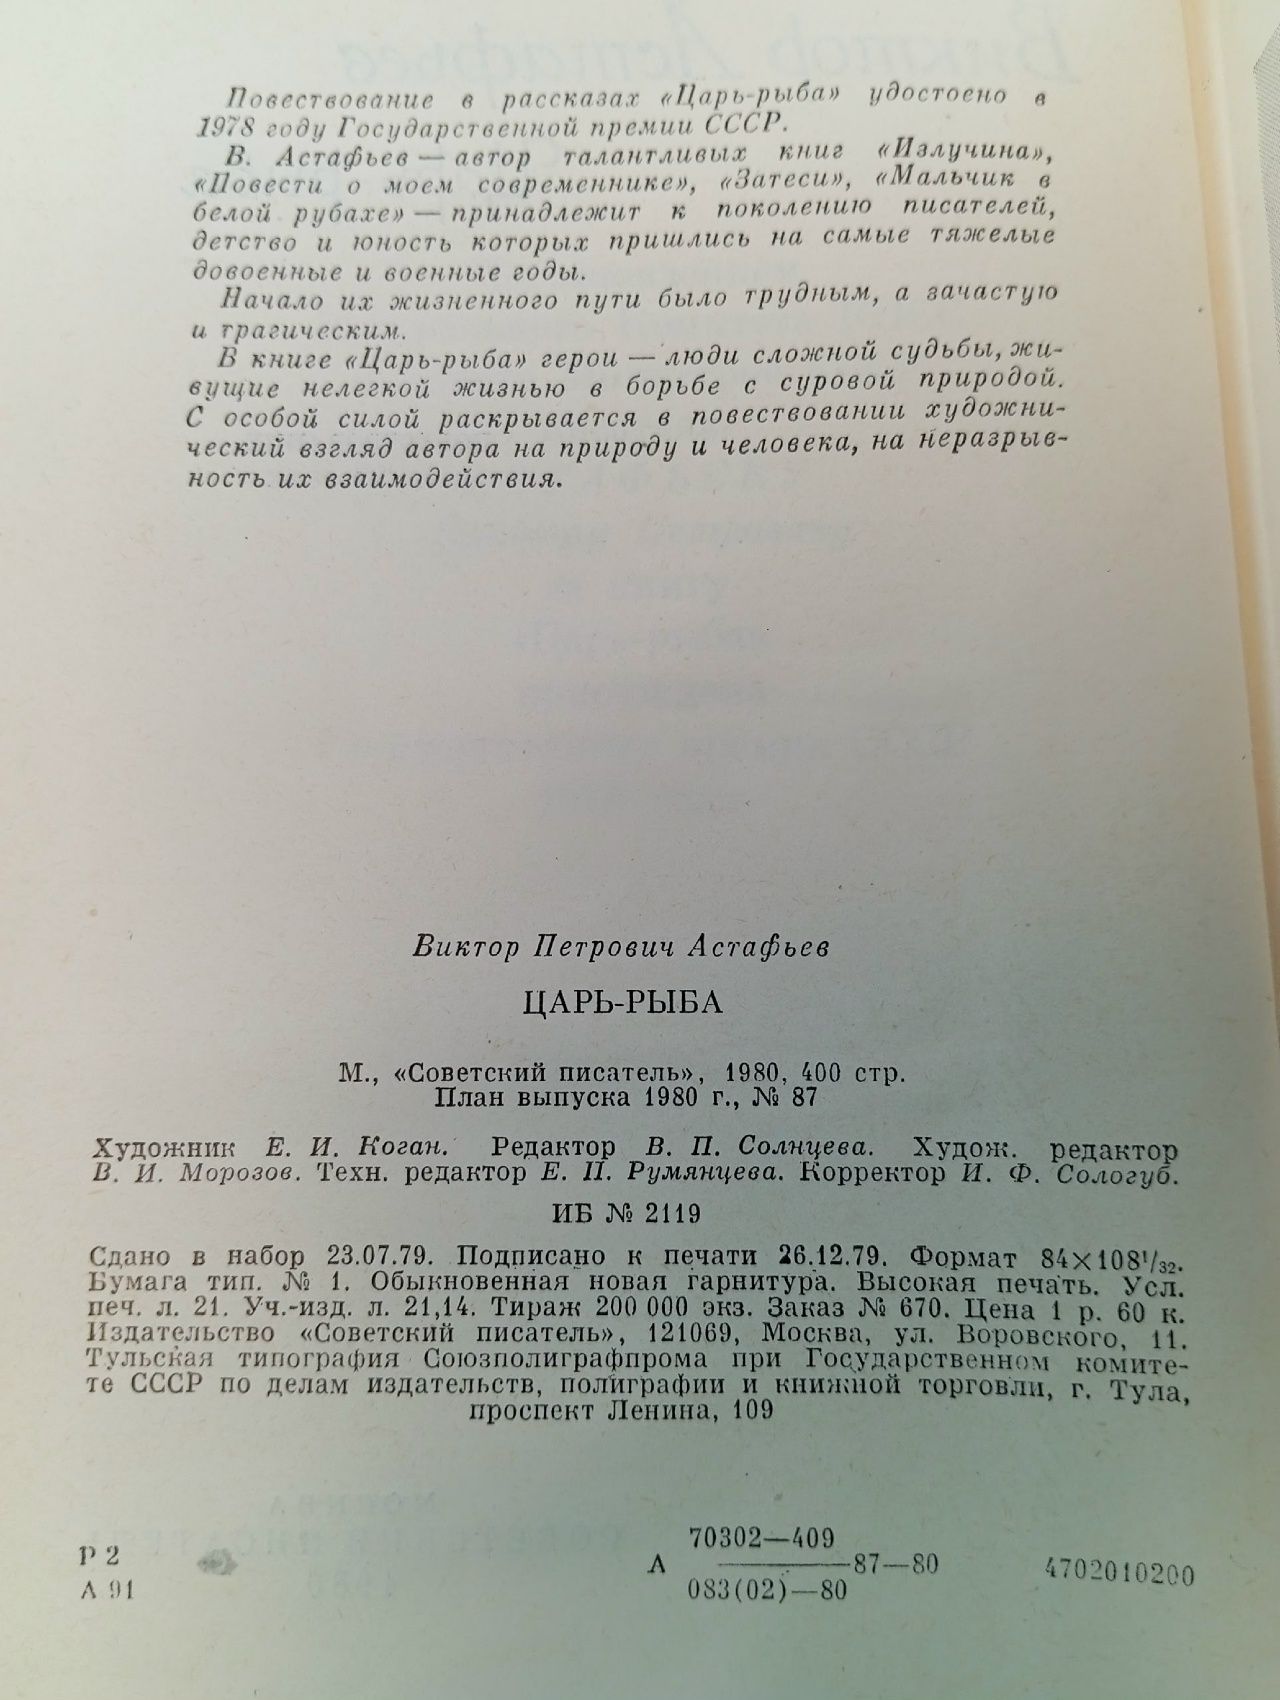 Повествование в рассказах «Царь-рыба» удостоено в
1978 году Государственной премии СССР.
В. Астафьев — автор талантливых книг «Излучина»,
«Повести о моем современнике», «Затеси», «Мальчик в
белой рубахе» — принадлежит к поколению писателей,
детство и юность которых пришлись на самые тяжелые
довоенные и военные годы.
Начало их жизненного пути было трудным, а зачастую
и трагическим.
В книге «Царь-рыба» герои — люди сложной судьбы, жи-
вущие нелегкой жизнью в борьбе с суровой природой.
С особой силой раскрывается в повествовании художни-
ческий взгляд автора на природу и человека, на неразрыв-
ность их взаимодействия.
Виктор Петрович Астафьев
ЦАРЬ-РЫБА
М., «Советский писатель», 1980, 400 стр.
План выпуска 1980 г., № 87
Художник Е. И. Коган. Редактор В. П. Солнцева. Худож. редактор
В. И. Морозов. Техн. редактор Е. П. Румянцева. Корректор И. Ф. Сологуб.
ИБ № 2119
Сдано в набор 23.07.79. Подписано к печати 26.12.79. Формат 84×108¹/₃₂.
Бумага тип. № 1. Обыкновенная новая гарнитура. Высокая печать. Усл.
печ. л. 21. Уч.-изд. л. 21,14. Тираж 200 000 экз. Заказ № 670. Цена 1 р. 60 к.
Издательство «Советский писатель», 121069, Москва, ул. Воровского, 11.
Тульская типография Союзполиграфпрома при Государственном комите-
те СССР по делам издательств, полиграфии и книжной торговли, г. Тула,
проспект Ленина, 109
Р 2
А 91
70302—409
А 87—80
083(02)—80
4702010200